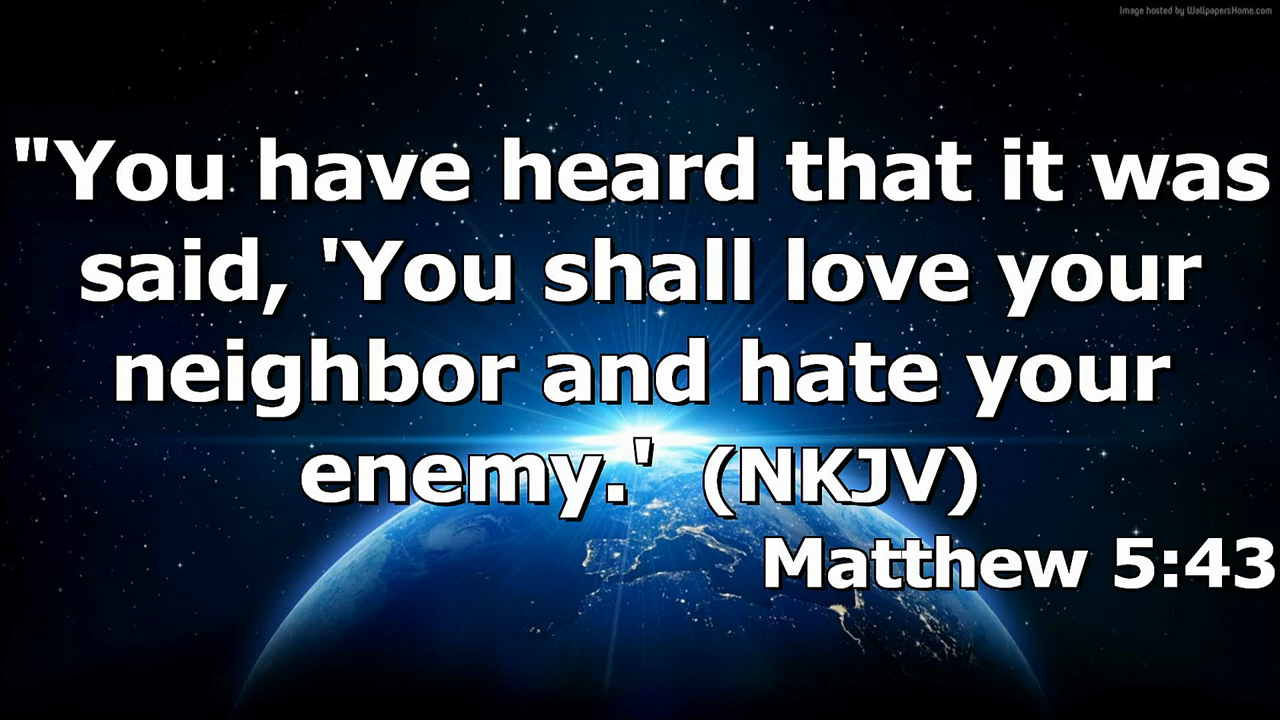 Image hosted by WallpapersHome.com
"You have heard that it was
said, 'You shall love your
neighbor and hate your
enemy.' (NKJV)
Matthew 5:43